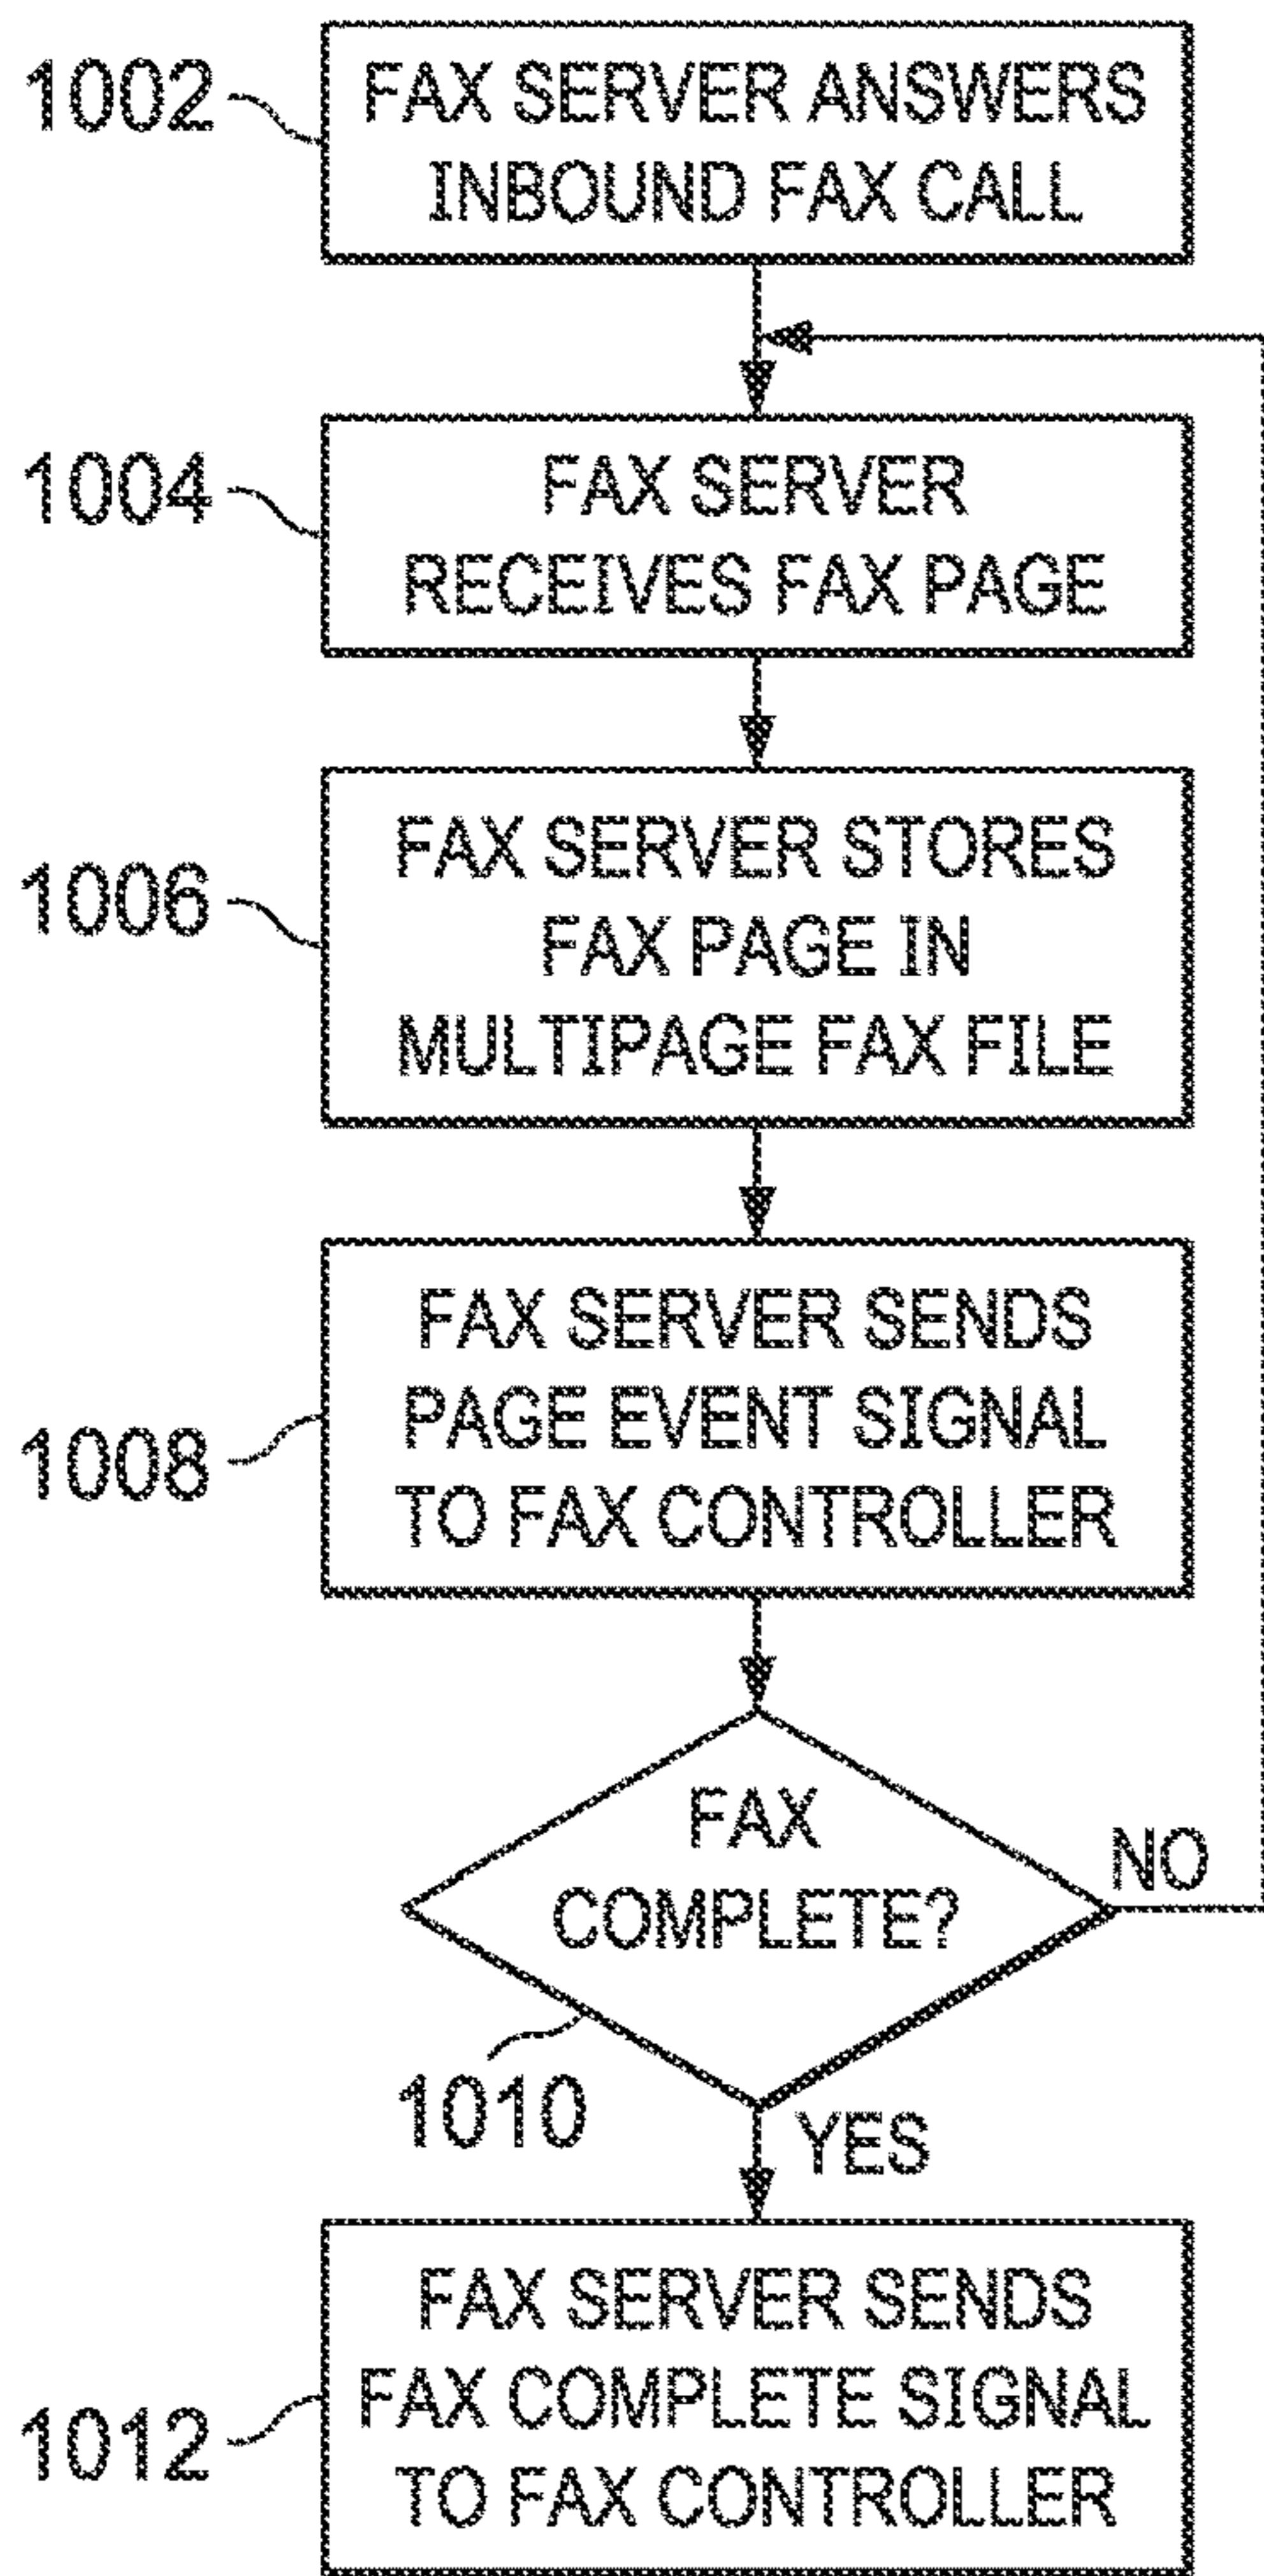 1002
FAX SERVER ANSWERS
INBOUND FAX CALL
1004
FAX SERVER
RECEIVES FAX PAGE
1006
FAX SERVER STORES
FAX PAGE IN
MULTIPAGE FAX FILE
1008
FAX SERVER SENDS
PAGE EVENT SIGNAL
TO FAX CONTROLLER
FAX
COMPLETE?
NO
1010
YES
1012
FAX SERVER SENDS
FAX COMPLETE SIGNAL
TO FAX CONTROLLER